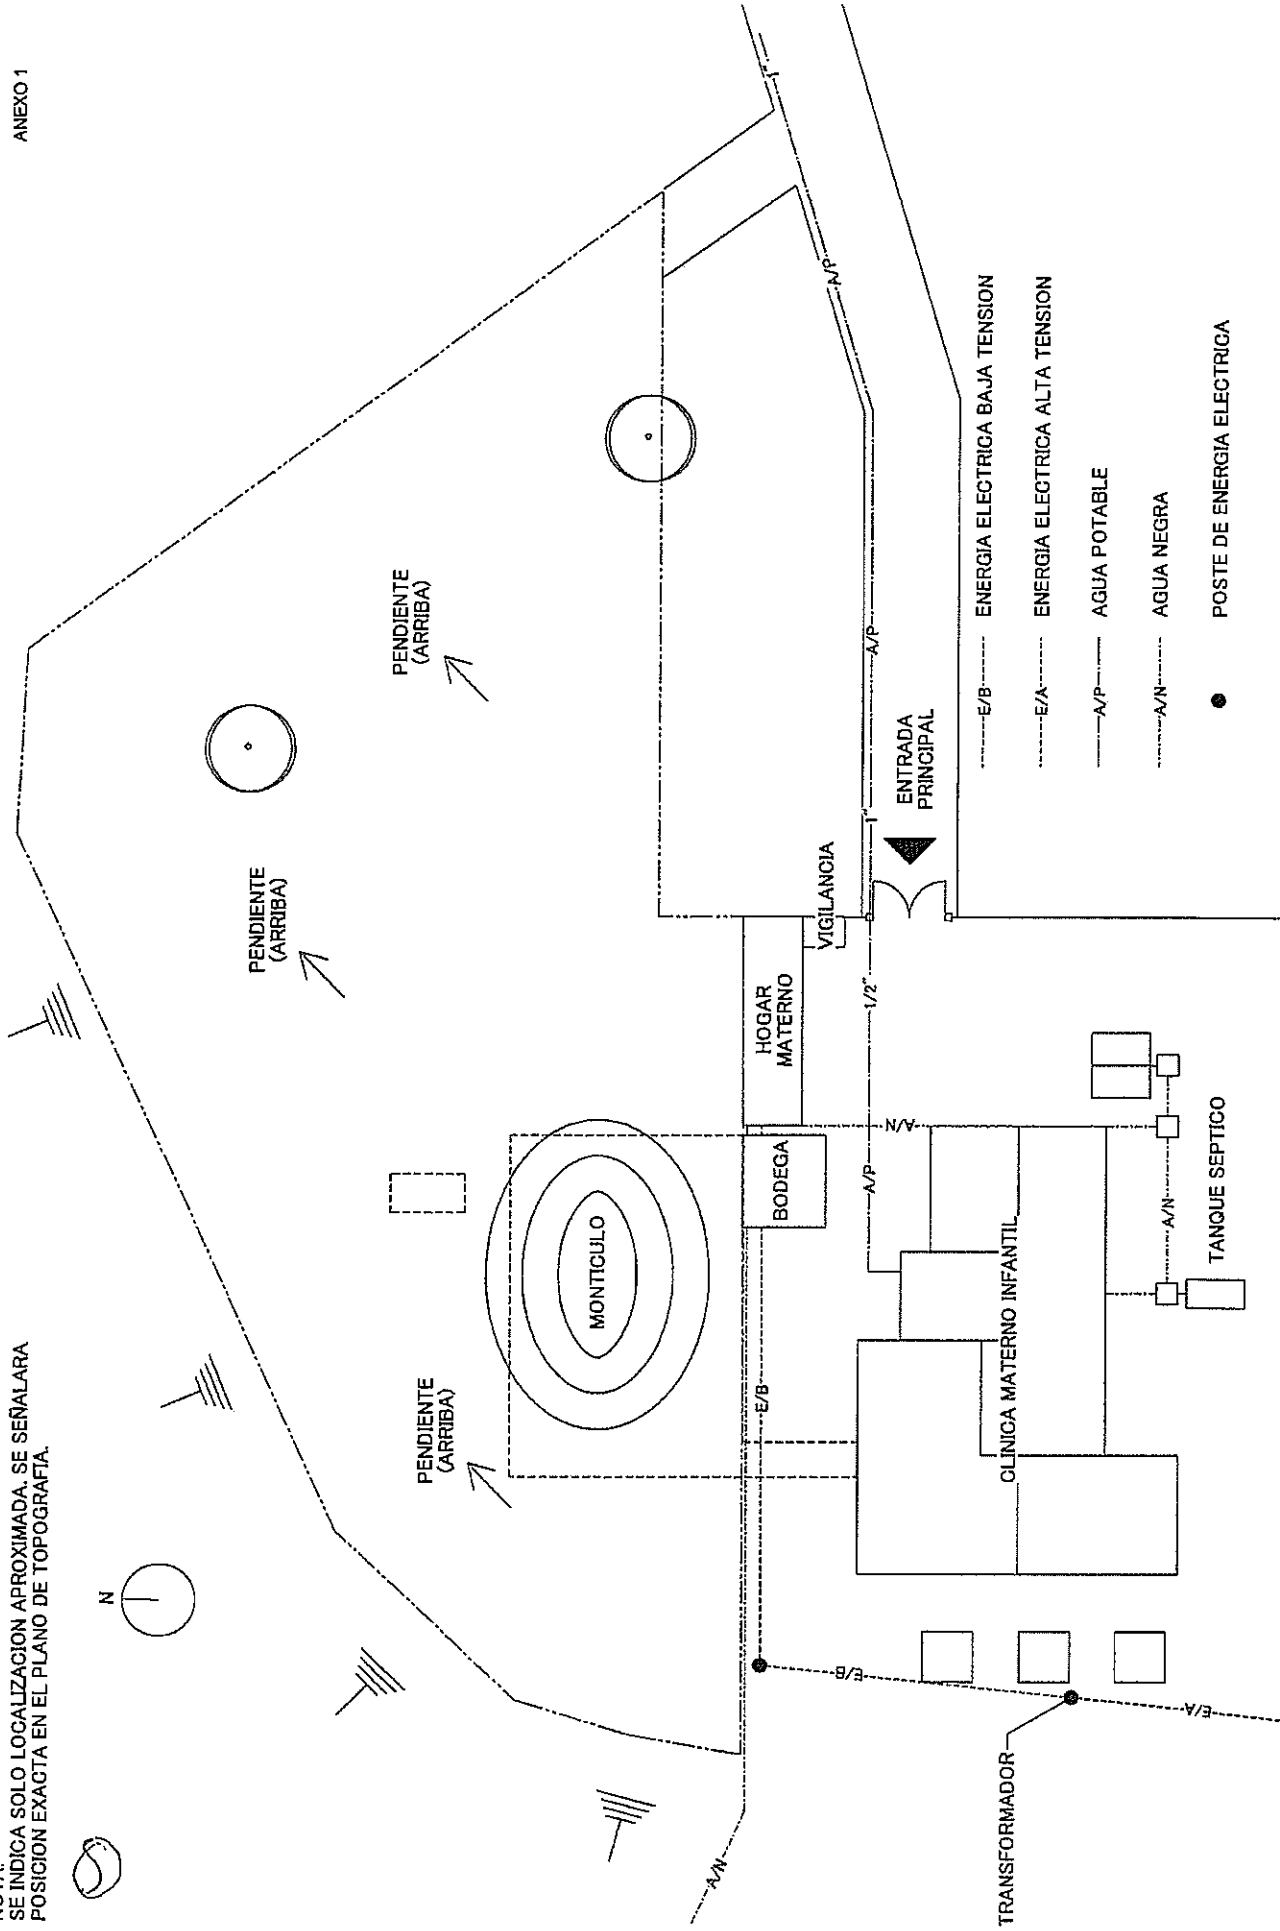 ANEXO 1
NOTA:
SE INDICA SOLO LOCALIZACION APROXIMADA. SE SEÑALARA
POSICION EXACTA EN EL PLANO DE TOPOGRAFIA.
N
PENDIENTE
(ARRIBA)
PENDIENTE
(ARRIBA)
PENDIENTE
(ARRIBA)
MONTICULO
A/N
E/B
BODEGA
HOGAR
MATERNO
VIGILANCIA
A/N
A/P
1/2"
1"
A/P
A/P
1"
ENTRADA
PRINCIPAL
E/B
E/A
TRANSFORMADOR
CLINICA MATERNO INFANTIL
A/N
TANQUE SEPTICO
E/B ENERGIA ELECTRICA BAJA TENSION
E/A ENERGIA ELECTRICA ALTA TENSION
A/P AGUA POTABLE
A/N AGUA NEGRA
POSTE DE ENERGIA ELECTRICA